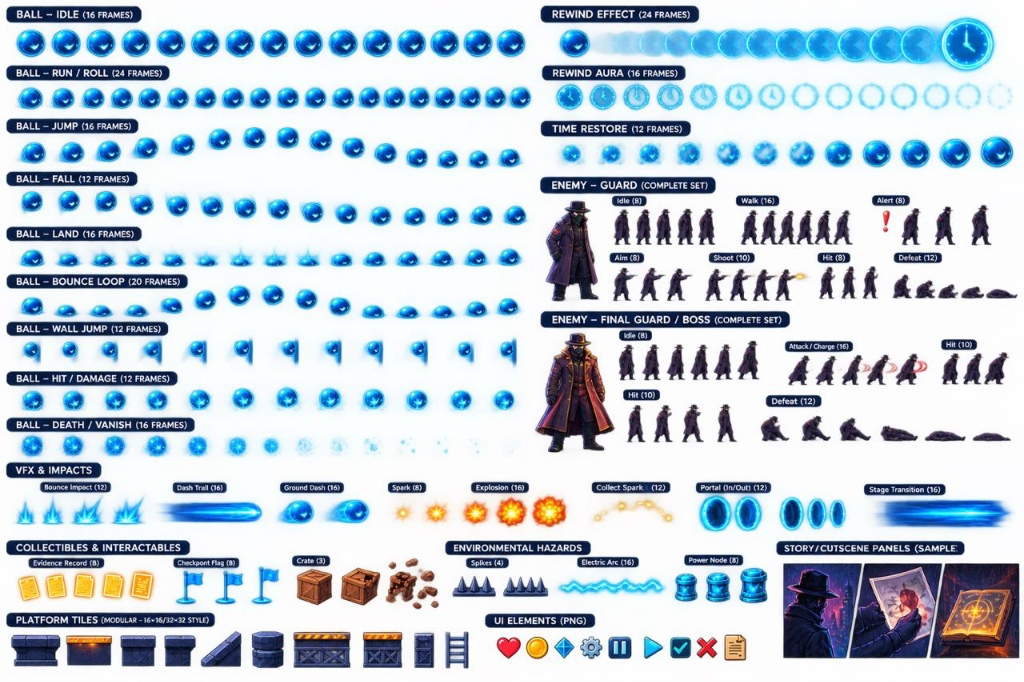 BALL – IDLE (16 FRAMES)
BALL – RUN / ROLL (24 FRAMES)
BALL – JUMP (16 FRAMES)
BALL – FALL (12 FRAMES)
BALL – LAND (16 FRAMES)
BALL – BOUNCE LOOP (20 FRAMES)
BALL – WALL JUMP (12 FRAMES)
BALL – HIT / DAMAGE (12 FRAMES)
BALL – DEATH / VANISH (16 FRAMES)
REWIND EFFECT (24 FRAMES)
REWIND AURA (16 FRAMES)
TIME RESTORE (12 FRAMES)
ENEMY – GUARD (COMPLETE SET)
Idle (8)
Walk (16)
Alert (8)
Aim (8)
Shoot (10)
Hit (8)
Defeat (12)
ENEMY – FINAL GUARD / BOSS (COMPLETE SET)
Idle (8)
Attack / Charge (16)
Hit (10)
Hit (10)
Defeat (12)
VFX & IMPACTS
Bounce Impact (12)
Dash Trail (16)
Ground Dash (16)
Spark (8)
Explosion (16)
Collect Spark (12)
Portal (In/Out) (12)
Stage Transition (16)
COLLECTIBLES & INTERACTABLES
Evidence Record (8)
Checkpont Flag (8)
Crate (3)
ENVIRONMENTAL HAZARDS
Spikes (4)
Electric Arc (16)
Power Node (8)
STORY/CUTSCENE PANELS (SAMPLE:
PLATFORM TILES (MODULAR – 16×16/32×32 STYLE)
UI ELEMENTS (PNG)